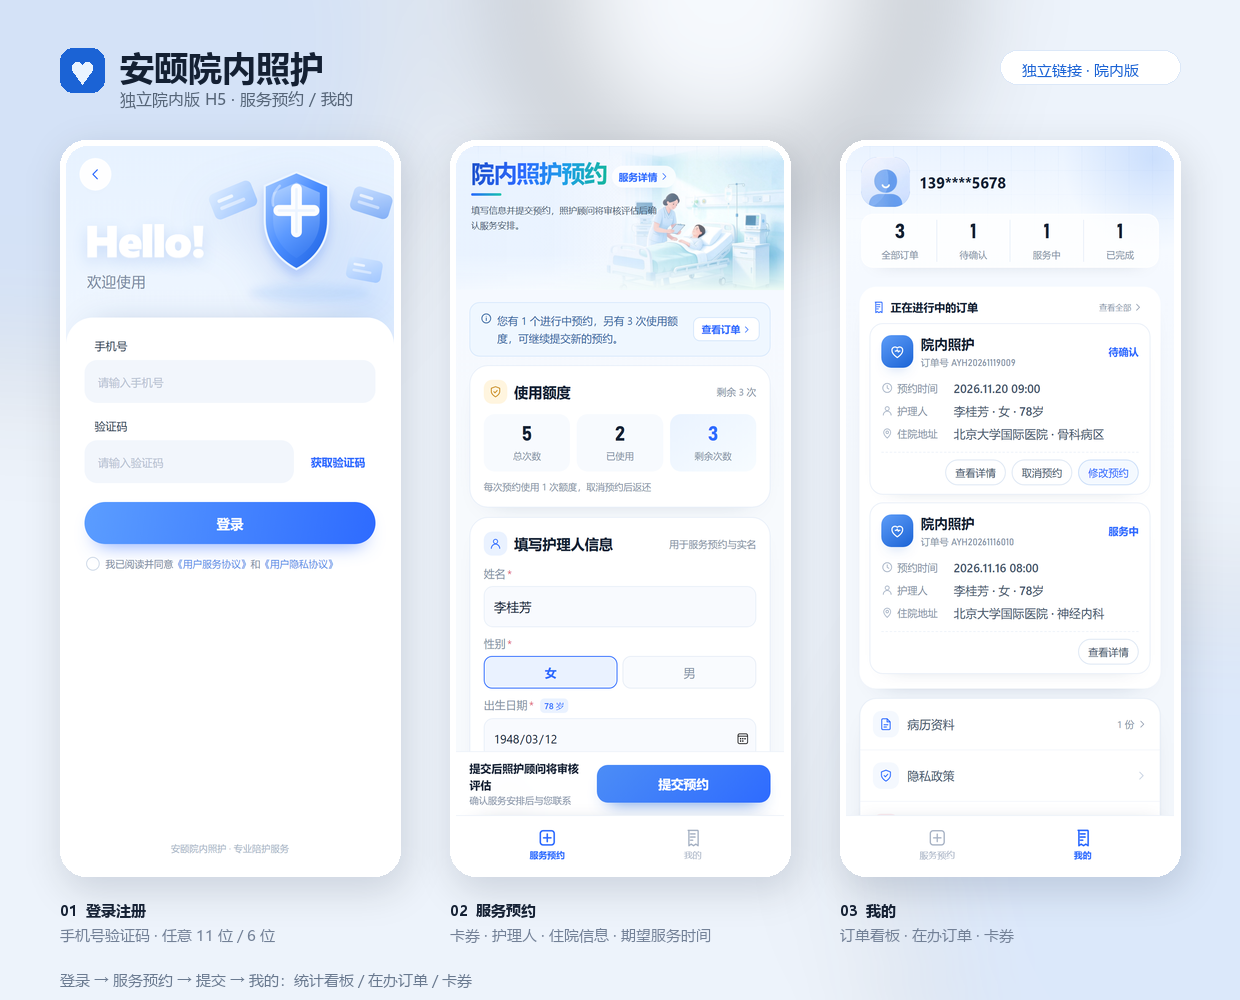 安颐院内照护
独立院内版 H5 · 服务预约 / 我的
独立链接 · 院内版
Hello!
欢迎使用
手机号
请输入手机号
验证码
请输入验证码
获取验证码
登录
我已阅读并同意《用户服务协议》和《用户隐私协议》
安颐院内照护 · 专业陪护服务
01 登录注册
手机号验证码 · 任意 11 位 / 6 位
院内照护预约
服务详情
填写信息并提交预约，照护顾问将审核评估后确
认服务安排。
您有 1 个进行中预约，另有 3 次使用额
度，可继续提交新的预约。
查看订单
使用额度
剩余 3 次
5
2
3
总次数
已使用
剩余次数
每次预约使用 1 次额度，取消预约后返还
填写护理人信息
用于服务预约与实名
姓名*
李桂芳
性别*
女
男
出生日期*
78 岁
1948/03/12
提交后照护顾问将审核
评估
确认服务安排后与您联系
提交预约
服务预约
我的
02 服务预约
卡券 · 护理人 · 住院信息 · 期望服务时间
139****5678
3
1
1
1
全部订单
待确认
服务中
已完成
正在进行中的订单
查看全部
院内照护
订单号 AYH20261119009
待确认
预约时间 2026.11.20 09:00
护理人 李桂芳 · 女 · 78岁
住院地址 北京大学国际医院 · 骨科病区
查看详情
取消预约
修改预约
院内照护
订单号 AYH20261116010
服务中
预约时间 2026.11.16 08:00
护理人 李桂芳 · 女 · 78岁
住院地址 北京大学国际医院 · 神经内科
查看详情
病历资料
1 份
隐私政策
服务预约
我的
03 我的
订单看板 · 在办订单 · 卡券
登录 → 服务预约 → 提交 → 我的：统计看板 / 在办订单 / 卡券